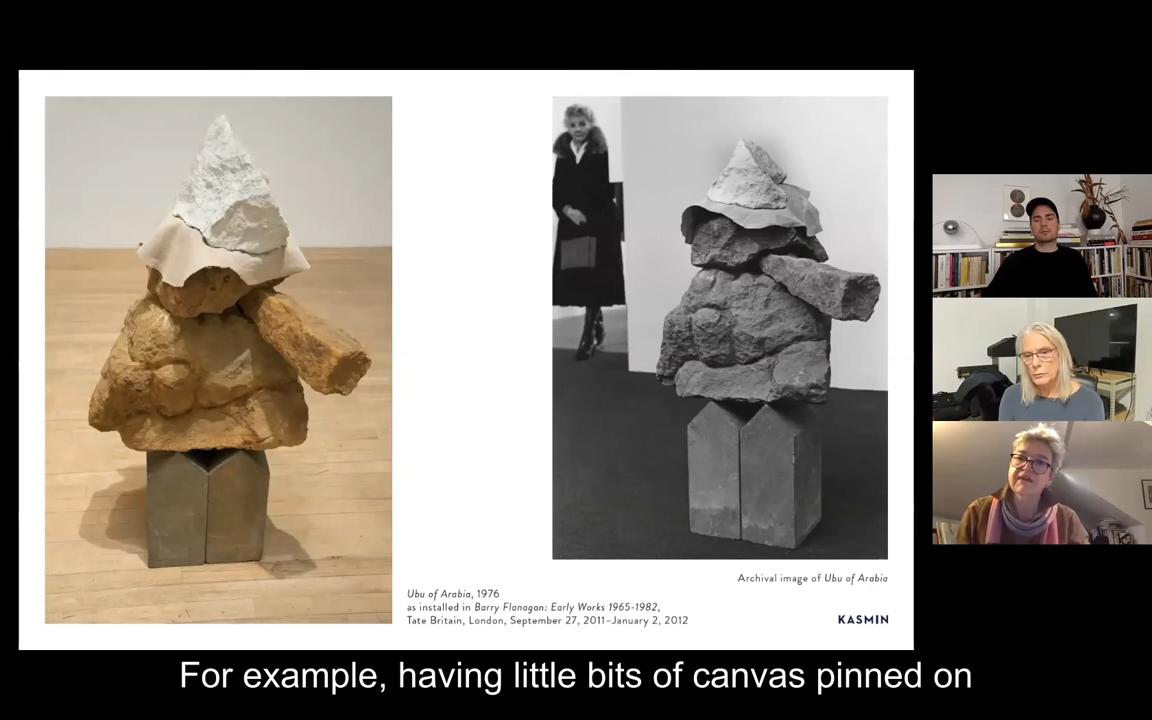 Archival image of Ubu of Arabia
Ubu of Arabia, 1976
as installed in Barry Flanagan: Early Works 1965-1982,
Tate Britain, London, September 27, 2011–January 2, 2012
KASMIN
For example, having little bits of canvas pinned on